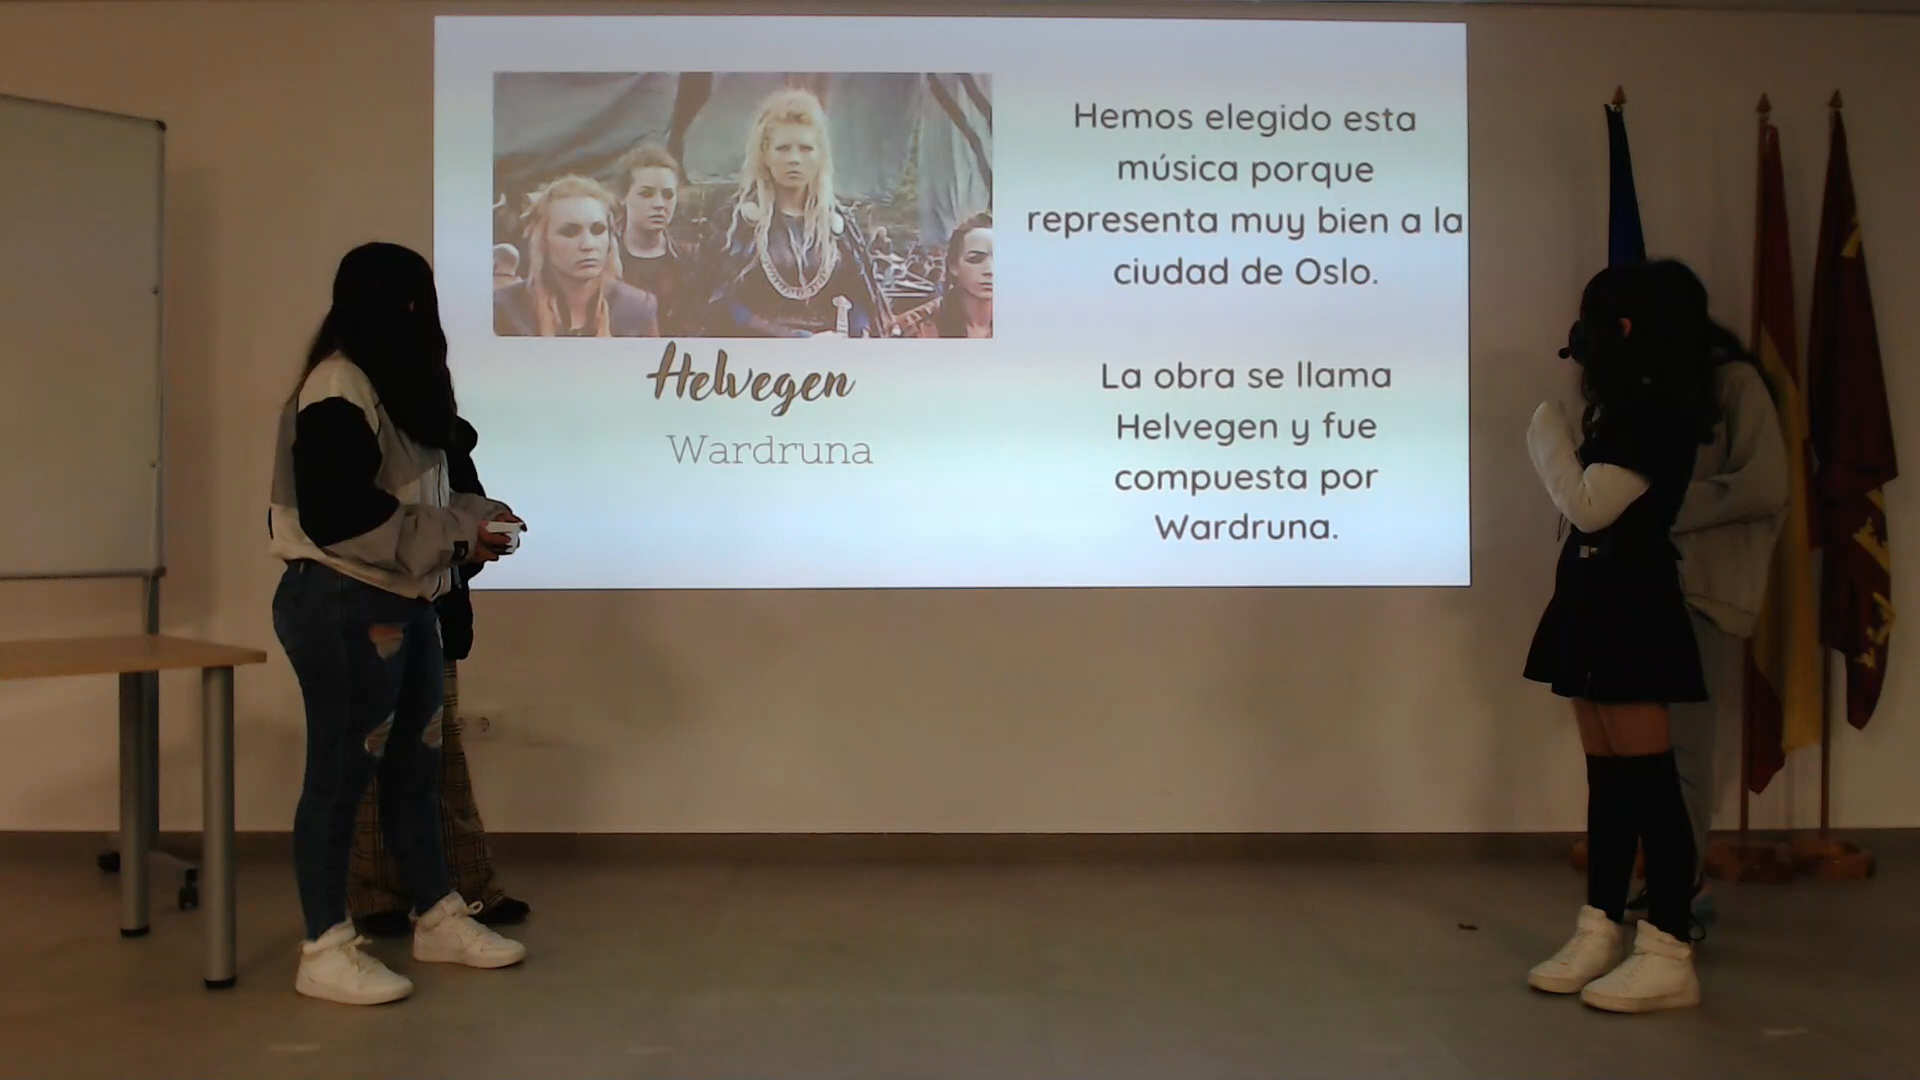 Helvegen
Wardruna
Hemos elegido esta
música porque
representa muy bien a la
ciudad de Oslo.
La obra se llama
Helvegen y fue
compuesta por
Wardruna.